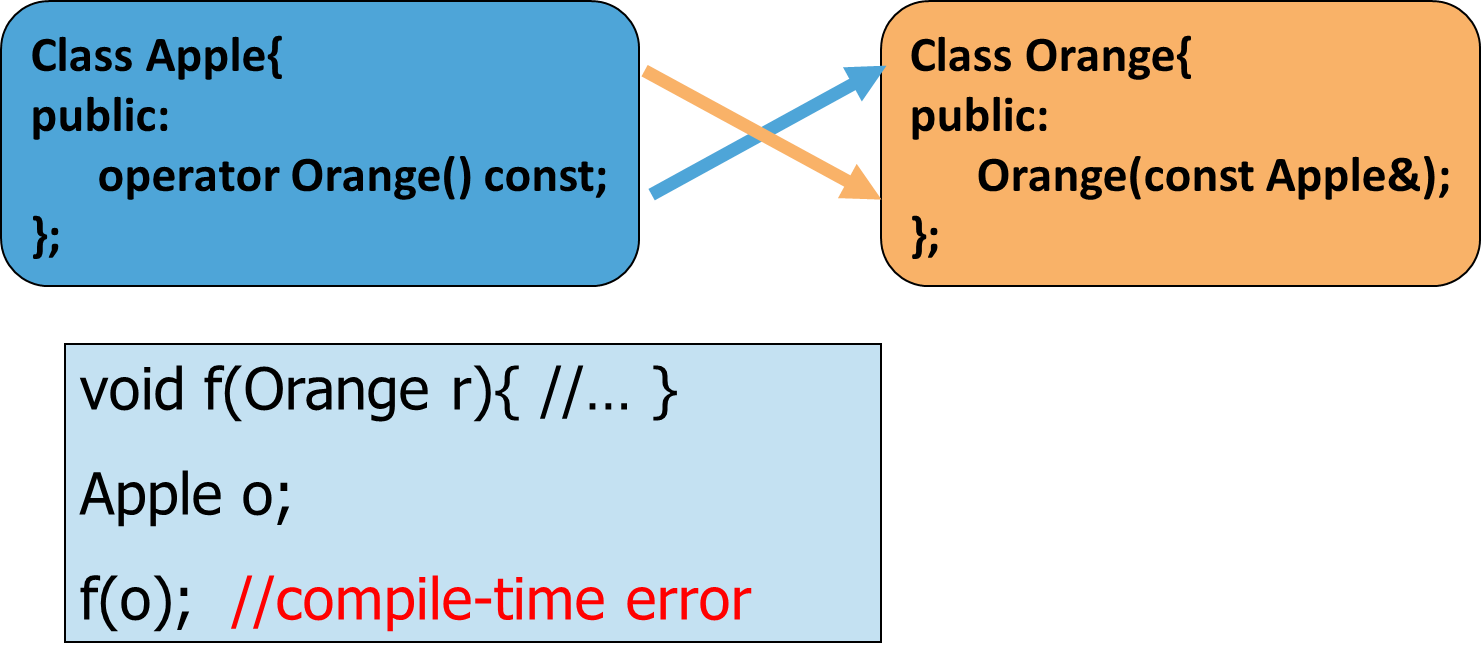 Class Apple{
public:
operator Orange() const;
};
Class Orange{
public:
Orange(const Apple&);
};
void f(Orange r){ //… }
Apple o;
f(o); //compile-time error